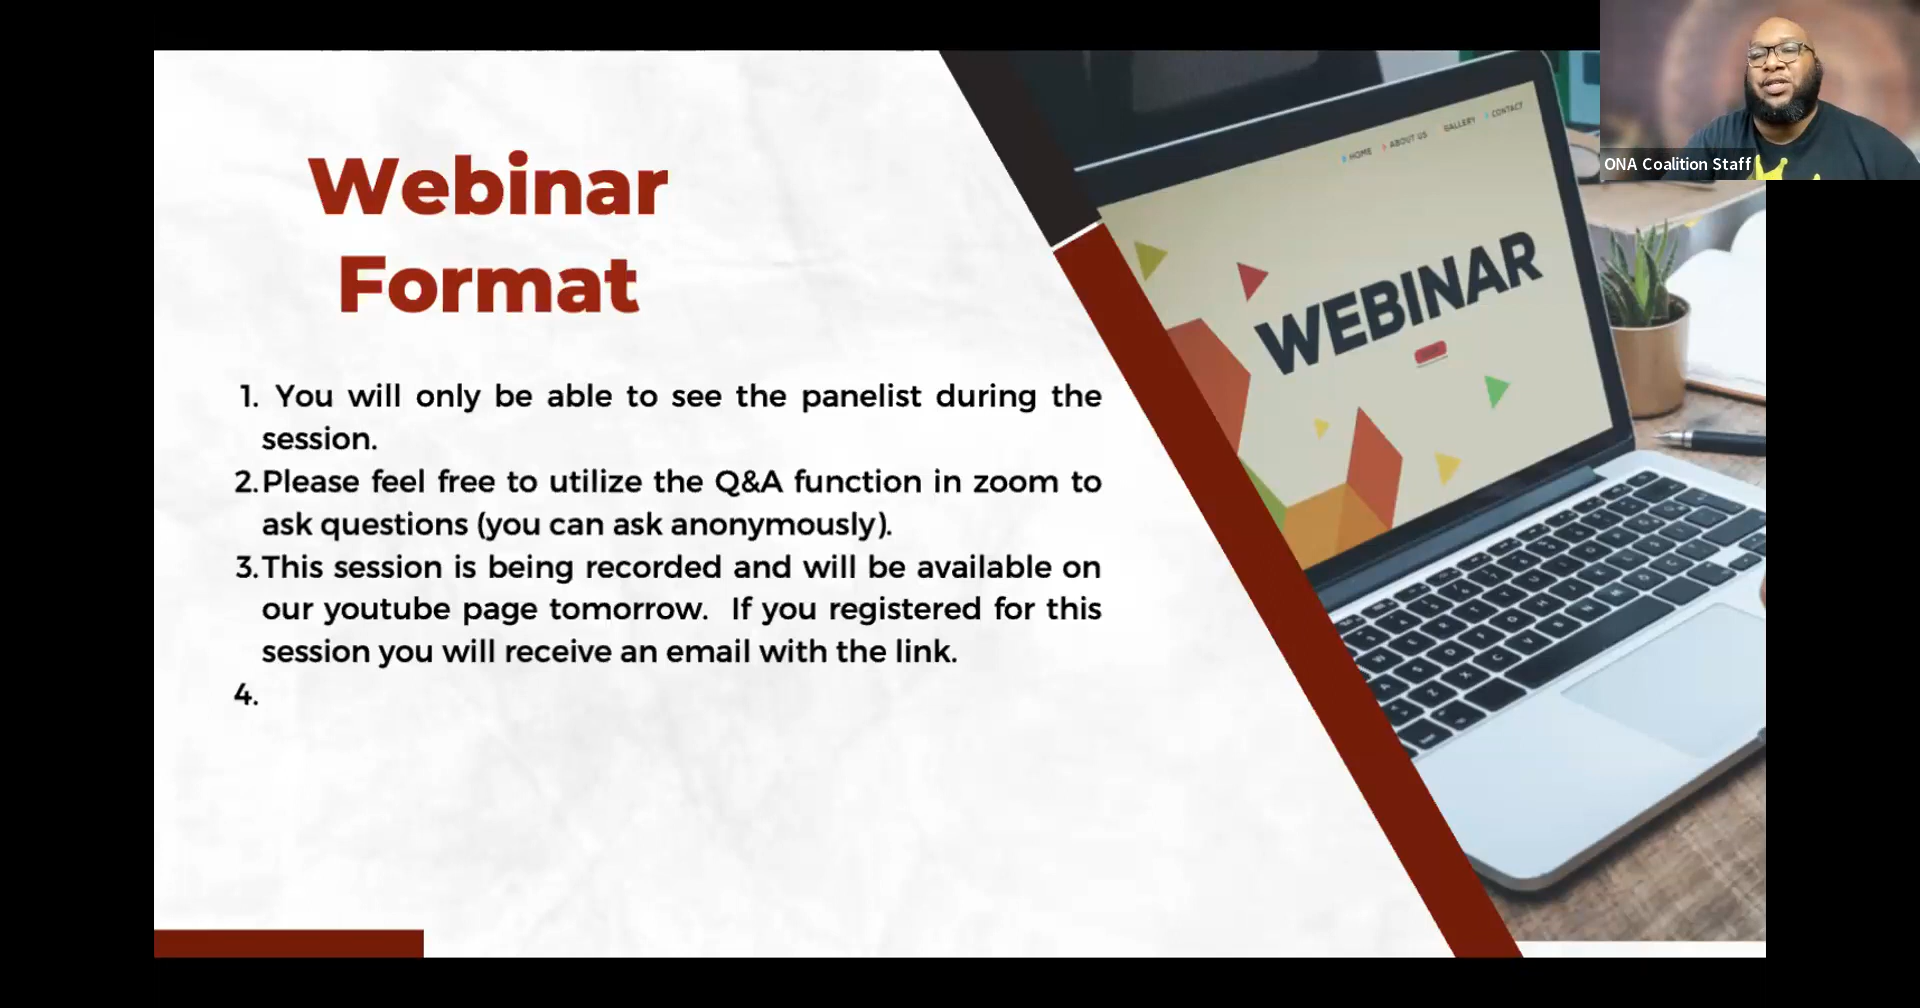 Webinar
Format
1. You will only be able to see the panelist during the
session.
2. Please feel free to utilize the Q&A function in zoom to
ask questions (you can ask anonymously).
3. This session is being recorded and will be available on
our youtube page tomorrow.  If you registered for this
session you will receive an email with the link.
4.
HOME ABOUT US GALLERY CONTACT
WEBINAR
ONA Coalition Staff